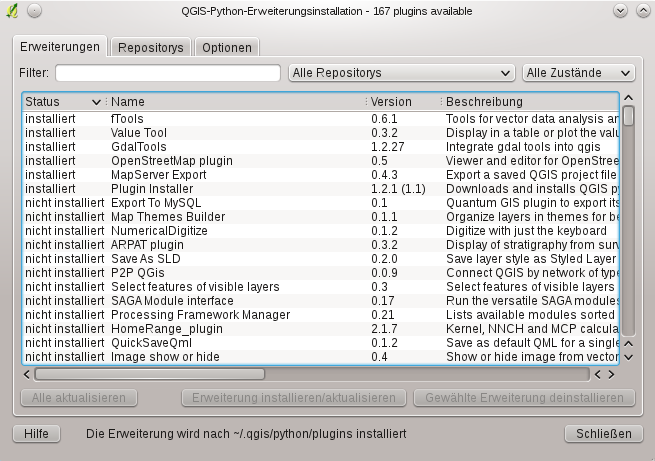 QGIS-Python-Erweiterungsinstallation - 167 plugins available
Erweiterungen Repositorys Optionen
Filter: Alle Repositorys Alle Zustände
Status Name Version Beschreibung
installiert fTools 0.6.1 Tools for vector data analysis an
installiert Value Tool 0.3.2 Display in a table or plot the valu
installiert GdalTools 1.2.27 Integrate gdal tools into qgis
installiert OpenStreetMap plugin 0.5 Viewer and editor for OpenStree
installiert MapServer Export 0.4.3 Export a saved QGIS project file
installiert Plugin Installer 1.2.1 (1.1) Downloads and installs QGIS py
nicht installiert Export To MySQL 0.1 Quantum GIS plugin to export its
nicht installiert Map Themes Builder 0.1.1 Organize layers in themes for be
nicht installiert NumericalDigitize 0.1.2 Digitize with just the keyboard
nicht installiert ARPAT plugin 0.3.2 Display of stratigraphy from surv
nicht installiert Save As SLD 0.2.0 Save layer style as Styled Layer
nicht installiert P2P QGis 0.0.9 Connect QGIS by network of type
nicht installiert Select features of visible layers 0.3 Select features of visible layers
nicht installiert SAGA Module interface 0.17 Run the versatile SAGA modules
nicht installiert Processing Framework Manager 0.21 Lists available modules sorted
nicht installiert HomeRange_plugin 2.1.7 Kernel, NNCH and MCP calcula
nicht installiert QuickSaveQml 0.1.2 Save as default QML for a single
nicht installiert Image show or hide 0.4 Show or hide image from vector
Alle aktualisieren Erweiterung installieren/aktualisieren Gewählte Erweiterung deinstallieren
Hilfe Die Erweiterung wird nach ~/.qgis/python/plugins installiert Schließen